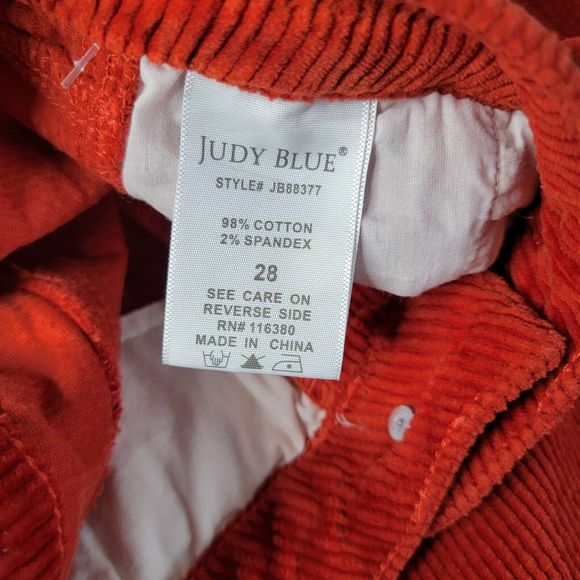 JUDY BLUE®
STYLE# JB88377
98% COTTON
2% SPANDEX
28
SEE CARE ON
REVERSE SIDE
RN# 116380
MADE IN CHINA